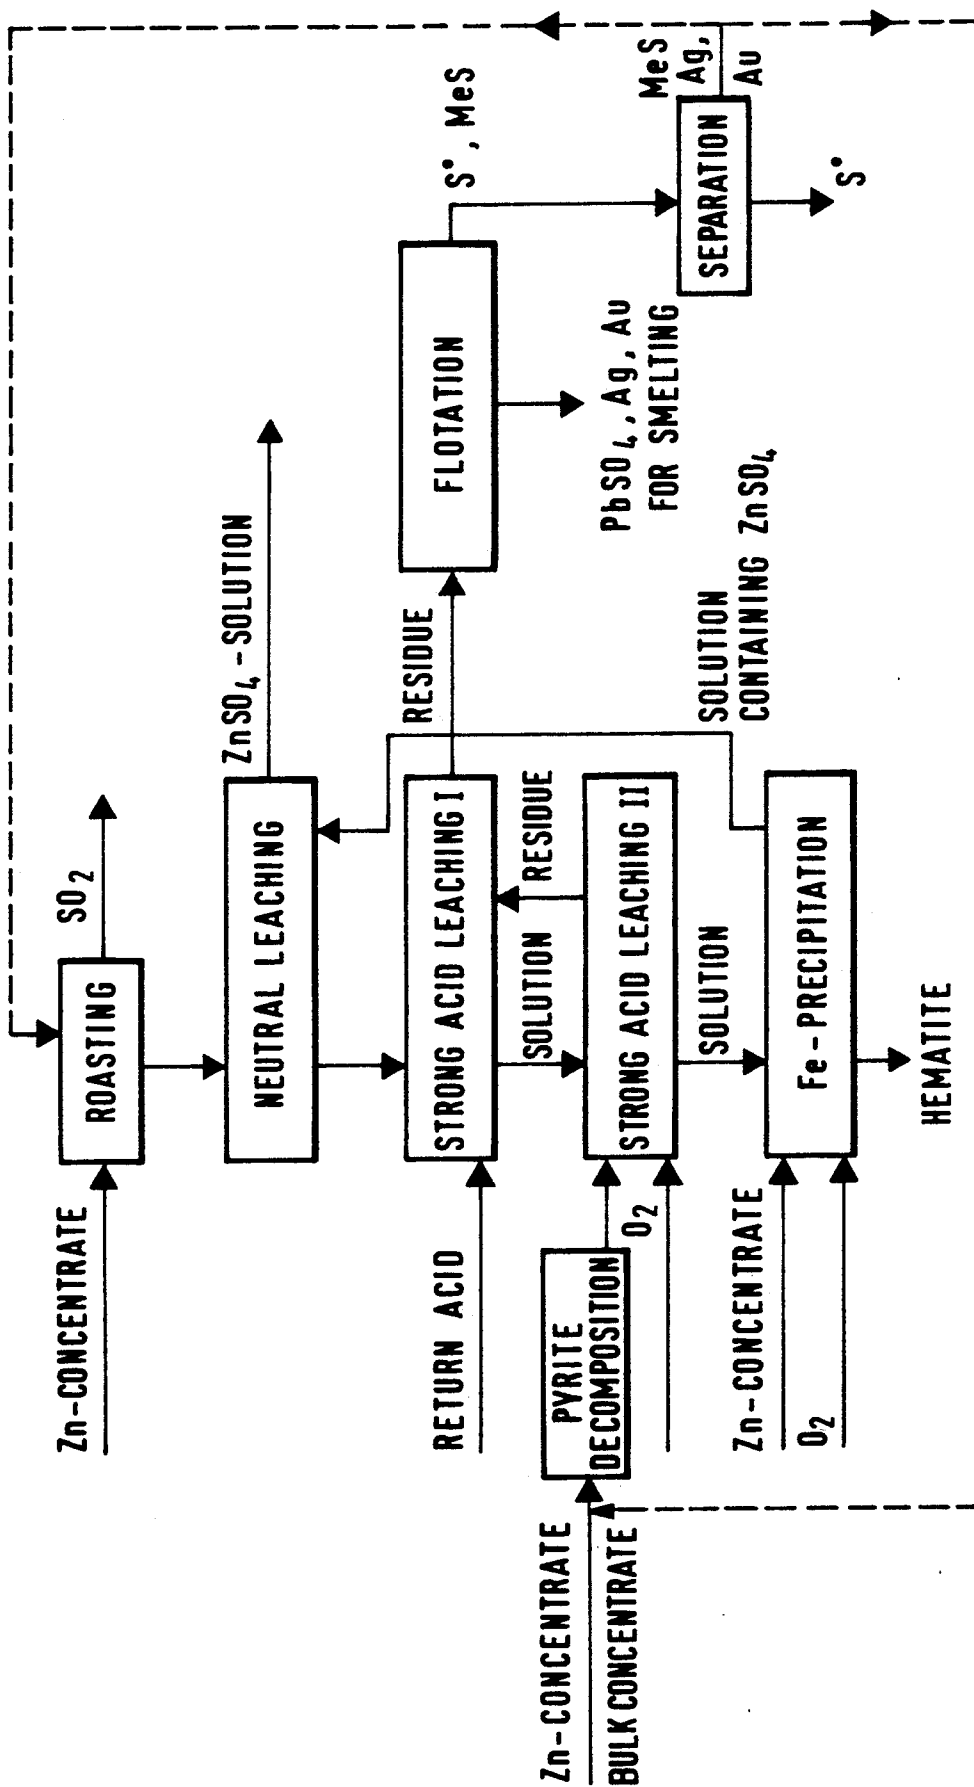 Zn-CONCENTRATE
ROASTING
SO2
NEUTRAL LEACHING
ZnSO4-SOLUTION
RETURN ACID
STRONG ACID LEACHING I
RESIDUE
FLOTATION
S°, MeS
SOLUTION
RESIDUE
PbSO4, Ag, Au
FOR SMELTING
MeS
Ag,
Au
SEPARATION
S°
Zn-CONCENTRATE
BULK CONCENTRATE
PYRITE
DECOMPOSITION
O2
STRONG ACID LEACHING II
SOLUTION
SOLUTION
CONTAINING ZnSO4
Zn-CONCENTRATE
O2
Fe-PRECIPITATION
HEMATITE